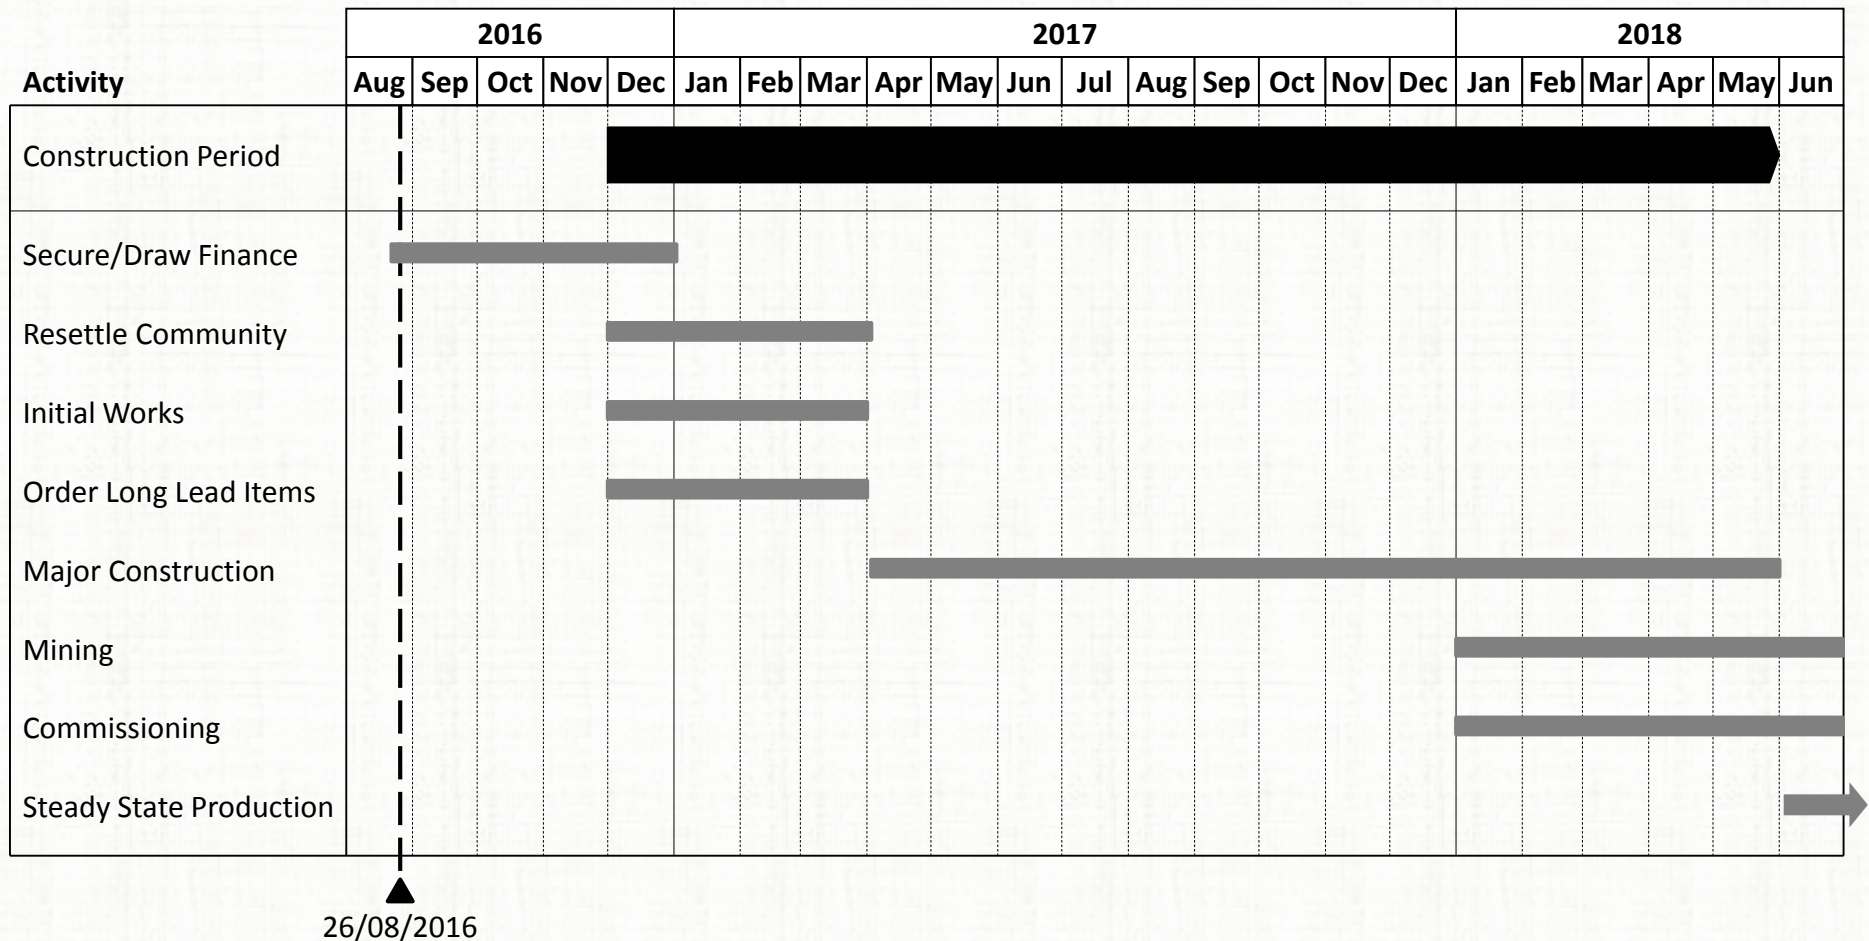 2016 2017 2018
Activity Aug Sep Oct Nov Dec Jan Feb Mar Apr May Jun Jul Aug Sep Oct Nov Dec Jan Feb Mar Apr May Jun
Construction Period
Secure/Draw Finance
Resettle Community
Initial Works
Order Long Lead Items
Major Construction
Mining
Commissioning
Steady State Production
26/08/2016